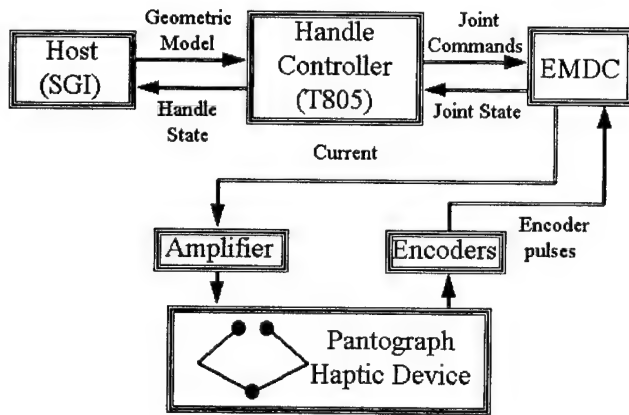 Geometric
Model
Host
(SGI)
Handle
State
Handle
Controller
(T805)
Joint
Commands
Joint State
EMDC
Current
Amplifier
Encoders
Encoder
pulses
Pantograph
Haptic Device